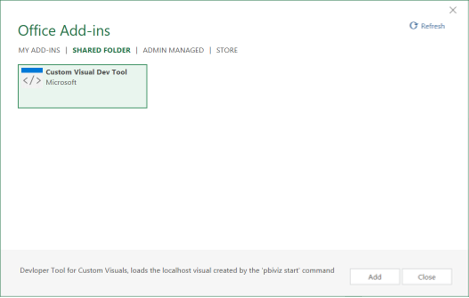 Office Add-ins
Refresh
MY ADD-INS | SHARED FOLDER | ADMIN MANAGED | STORE
Custom Visual Dev Tool
</> Microsoft
Devloper Tool for Custom Visuals, loads the localhost visual created by the 'pbiviz start' command
Add
Close